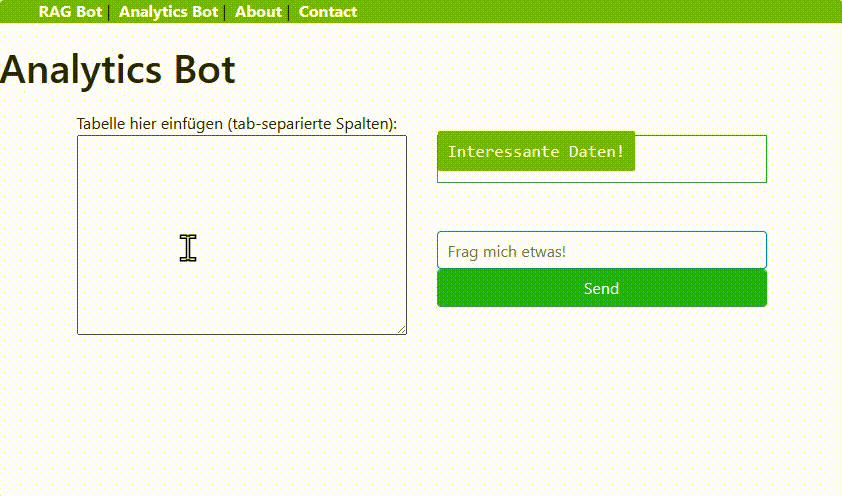 RAG Bot | Analytics Bot | About | Contact
Analytics Bot
Tabelle hier einfügen (tab-separierte Spalten):
Interessante Daten!
Frag mich etwas!
Send